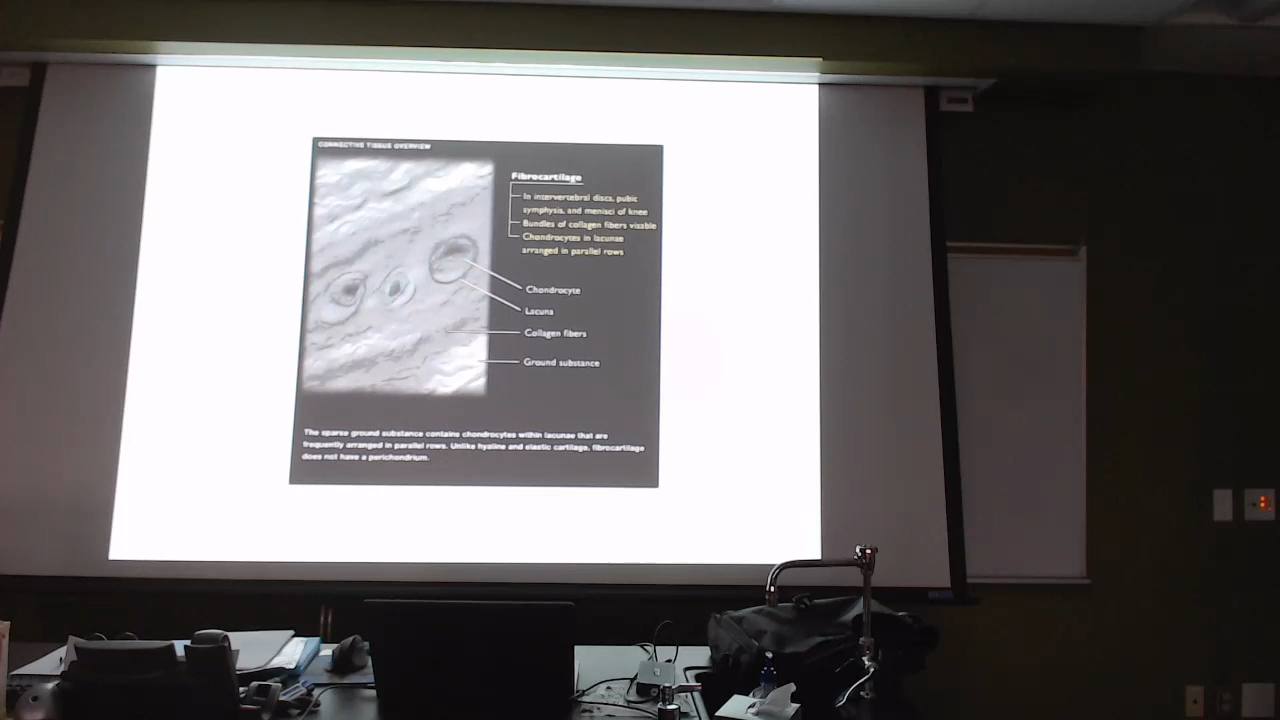 CONNECTIVE TISSUE OVERVIEW
Fibrocartilage
In intervertebral discs, pubic
symphysis, and menisci of knee
Bundles of collagen fibers visable
Chondrocytes in lacunae
arranged in parallel rows
Chondrocyte
Lacuna
Collagen fibers
Ground substance
The sparse ground substance contains chondrocytes within lacunae that are
frequently arranged in parallel rows. Unlike hyaline and elastic cartilage, fibrocartilage
does not have a perichondrium.